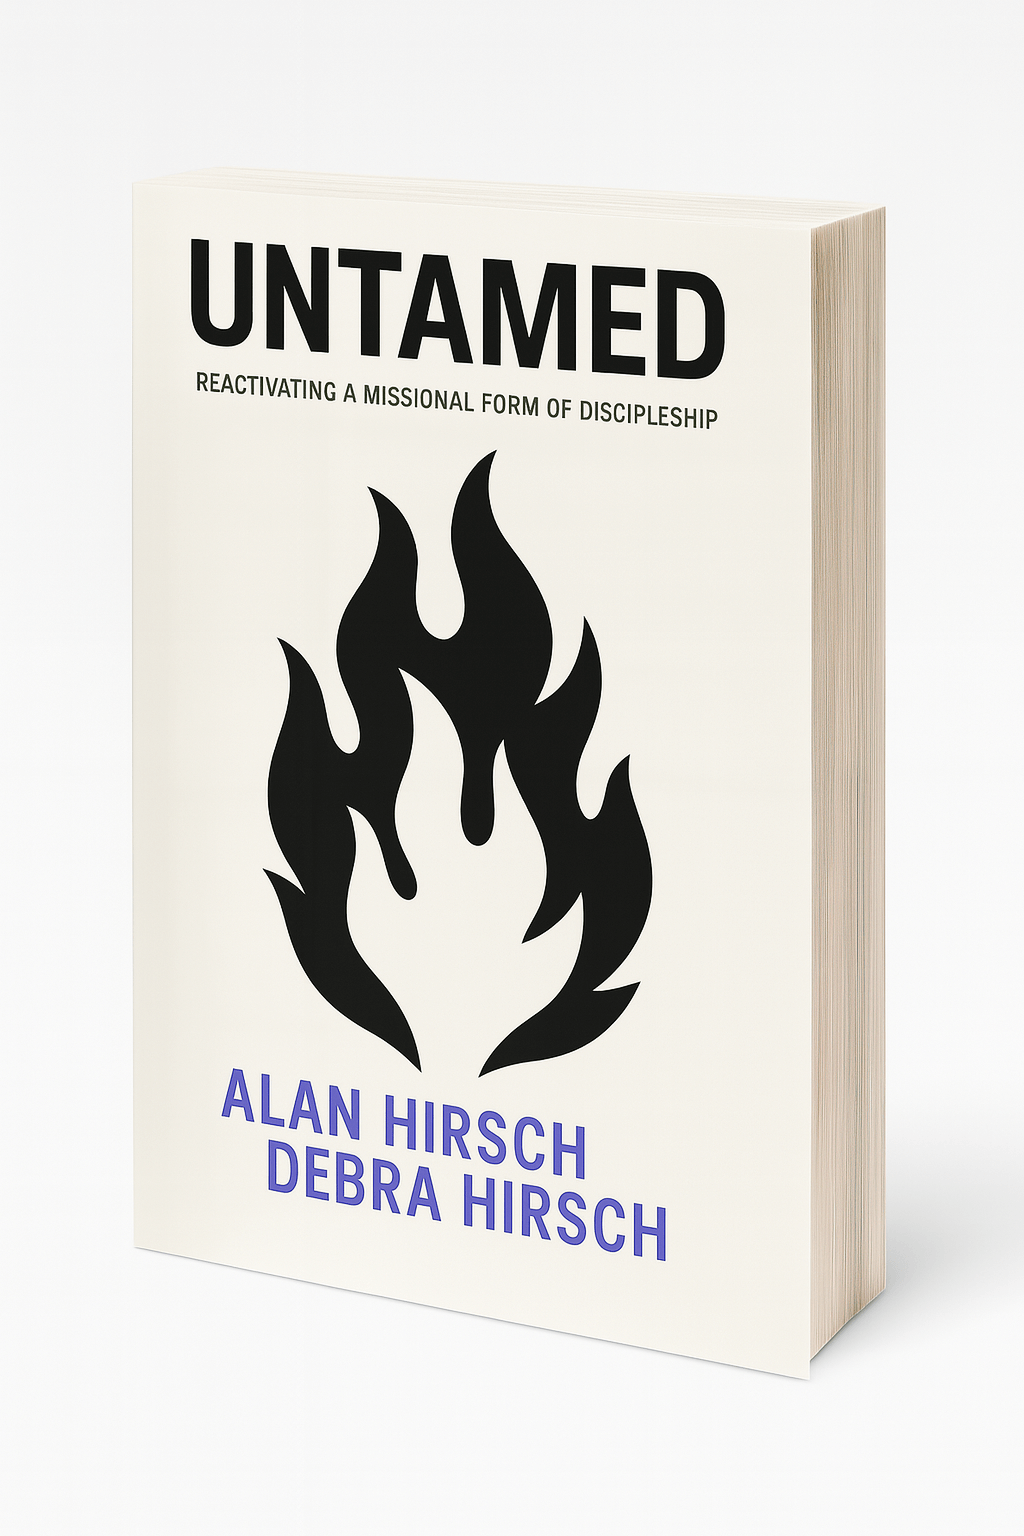 UNTAMED
REACTIVATING A MISSIONAL FORM OF DISCIPLESHIP
ALAN HIRSCH
DEBRA HIRSCH